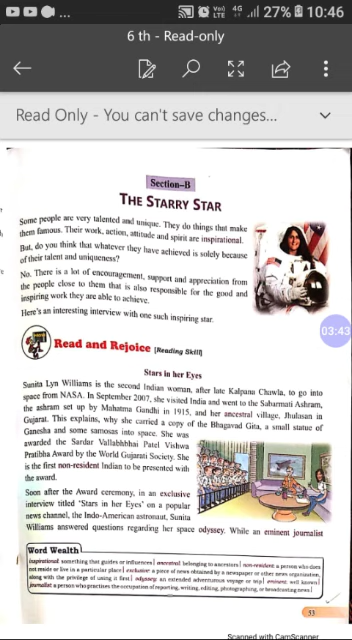 Vo)) 4G
LTE
27% 10:46
6 th - Read-only
Read Only - You can't save changes...
Section–B
THE STARRY STAR
Some people are very talented and unique. They do things that make
them famous. Their work, action, attitude and spirit are inspirational.
But, do you think that whatever they have achieved is solely because
of their talent and uniqueness?
No. There is a lot of encouragement, support and appreciation from
the people close to them that is also responsible for the good and
inspiring work they are able to achieve.
Here's an interesting interview with one such inspiring star.
03:43
Read and Rejoice [Reading Skill]
Stars in her Eyes
Sunita Lyn Williams is the second Indian woman, after late Kalpana Chawla, to go into
space from NASA. In September 2007, she visited India and went to the Sabarmati Ashram,
the ashram set up by Mahatma Gandhi in 1915, and her ancestral village, Jhulasan in
Gujarat. This explains, why she carried a copy of the Bhagavad Gita, a small statue of
Ganesha and some samosas into space. She was
awarded the Sardar Vallabhbhai Patel Vishwa
Pratibha Award by the World Gujarati Society. She
is the first non-resident Indian to be presented with
the award.
Soon after the Award ceremony, in an exclusive
interview titled 'Stars in her Eyes' on a popular
news channel, the Indo-American astronaut, Sunita
Williams answered questions regarding her space odyssey. While an eminent journalist
Word Wealth
inspirational: something that guides or influences| ancestral: belonging to ancestors| non-resident: a person who does
not reside or live in a particular place| exclusive: a piece of news obtained by a newspaper or other news organisation,
along with the privilege of using it first| odyssey: an extended adventurous voyage or trip| eminent: well known|
journalist: a person who practises the occupation of reporting, writing, editing, photographing, or broadcasting news|
53
Scanned with CamScanner